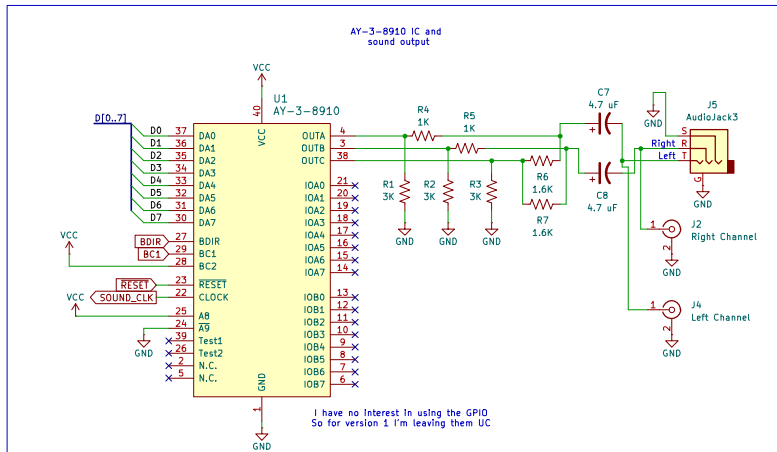 AY-3-8910 IC and
sound output
VCC
U1
AY-3-8910
40
VCC
D[0..7]
D0 37 DA0
D1 36 DA1
D2 35 DA2
D3 34 DA3
D4 33 DA4
D5 32 DA5
D6 31 DA6
D7 30 DA7
OUTA 4
OUTB 3
OUTC 38
IOA0 21
IOA1 20
IOA2 19
IOA3 18
IOA4 17
IOA5 16
IOA6 15
IOA7 14
VCC
BDIR 27 BDIR
BC1 29 BC1
28 BC2
RESET 23 RESET
SOUND_CLK 22 CLOCK
VCC
25 A8
24 A9
GND
39 Test1
26 Test2
2 N.C.
5 N.C.
IOB0 13
IOB1 12
IOB2 11
IOB3 10
IOB4 9
IOB5 8
IOB6 7
IOB7 6
GND
1
GND
R4
1K
R5
1K
R1
3K
GND
R2
3K
GND
R3
3K
GND
R6
1.6K
R7
1.6K
C7
4.7 uF
+
+
C8
4.7 uF
GND
J5
AudioJack3
S
Right R
Left T
G
GND
1 J2
Right Channel
2
GND
1 J4
Left Channel
2
GND
I have no interest in using the GPIO
So for version 1 I'm leaving them UC